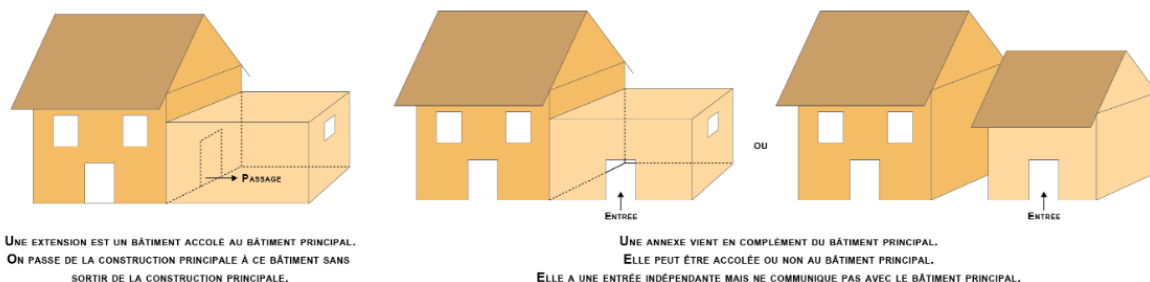 PASSAGE
ENTRÉE
OU
ENTRÉE
UNE EXTENSION EST UN BÂTIMENT ACCOLÉ AU BÂTIMENT PRINCIPAL.
ON PASSE DE LA CONSTRUCTION PRINCIPALE À CE BÂTIMENT SANS
SORTIR DE LA CONSTRUCTION PRINCIPALE.
UNE ANNEXE VIENT EN COMPLÉMENT DU BÂTIMENT PRINCIPAL.
ELLE PEUT ÊTRE ACCOLÉE OU NON AU BÂTIMENT PRINCIPAL.
ELLE A UNE ENTRÉE INDÉPENDANTE MAIS NE COMMUNIQUE PAS AVEC LE BÂTIMENT PRINCIPAL.